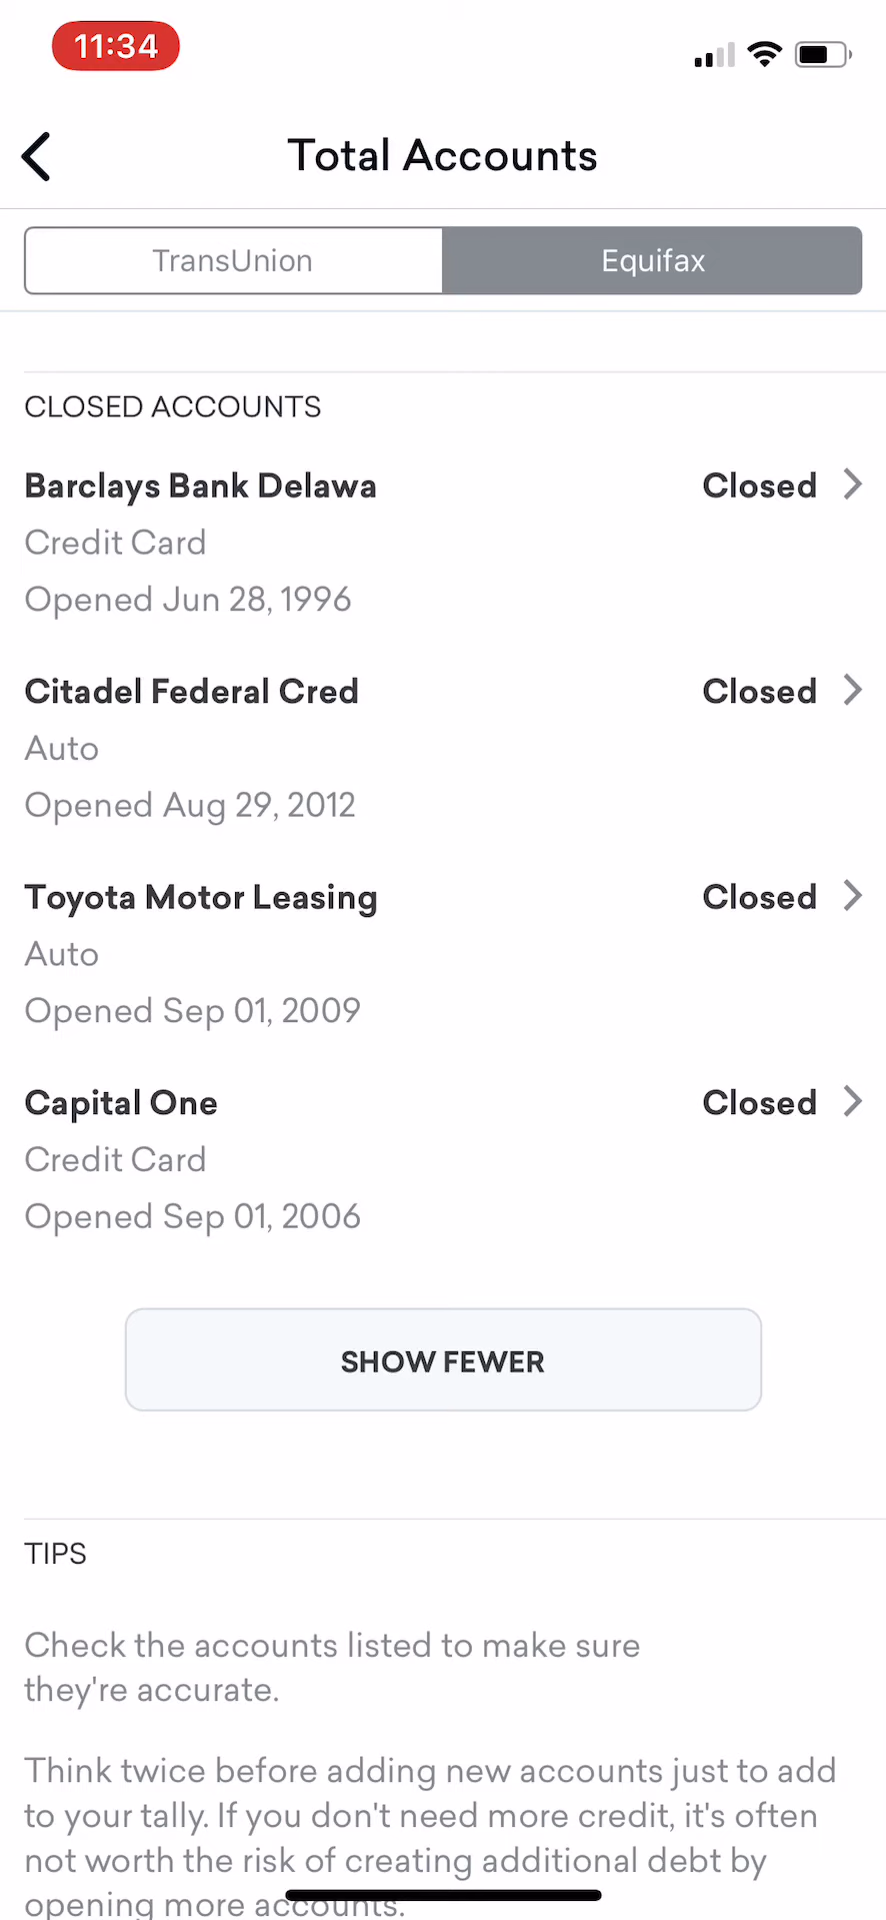 11:34
Total Accounts
TransUnion
Equifax
CLOSED ACCOUNTS
Barclays Bank Delawa
Closed
Credit Card
Opened Jun 28, 1996
Citadel Federal Cred
Closed
Auto
Opened Aug 29, 2012
Toyota Motor Leasing
Closed
Auto
Opened Sep 01, 2009
Capital One
Closed
Credit Card
Opened Sep 01, 2006
SHOW FEWER
TIPS
Check the accounts listed to make sure
they're accurate.
Think twice before adding new accounts just to add
to your tally. If you don't need more credit, it's often
not worth the risk of creating additional debt by
opening more accounts.